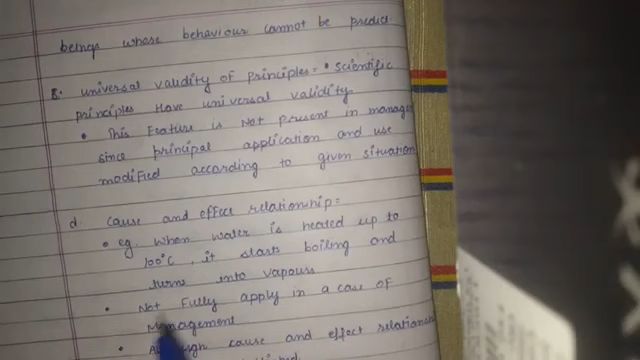 beings whose behaviour cannot be predict
universal validity of principles = • Scientific
principles Have universal validity
• This Feature is Not present in manage
since principal application and use
modified according to given situation
d. Cause and effect relationship =
• eg. When water is heated up to
100°C, it starts boiling and
turns into vapours
• Not Fully apply in a case of
Management
• cause and effect relationsh